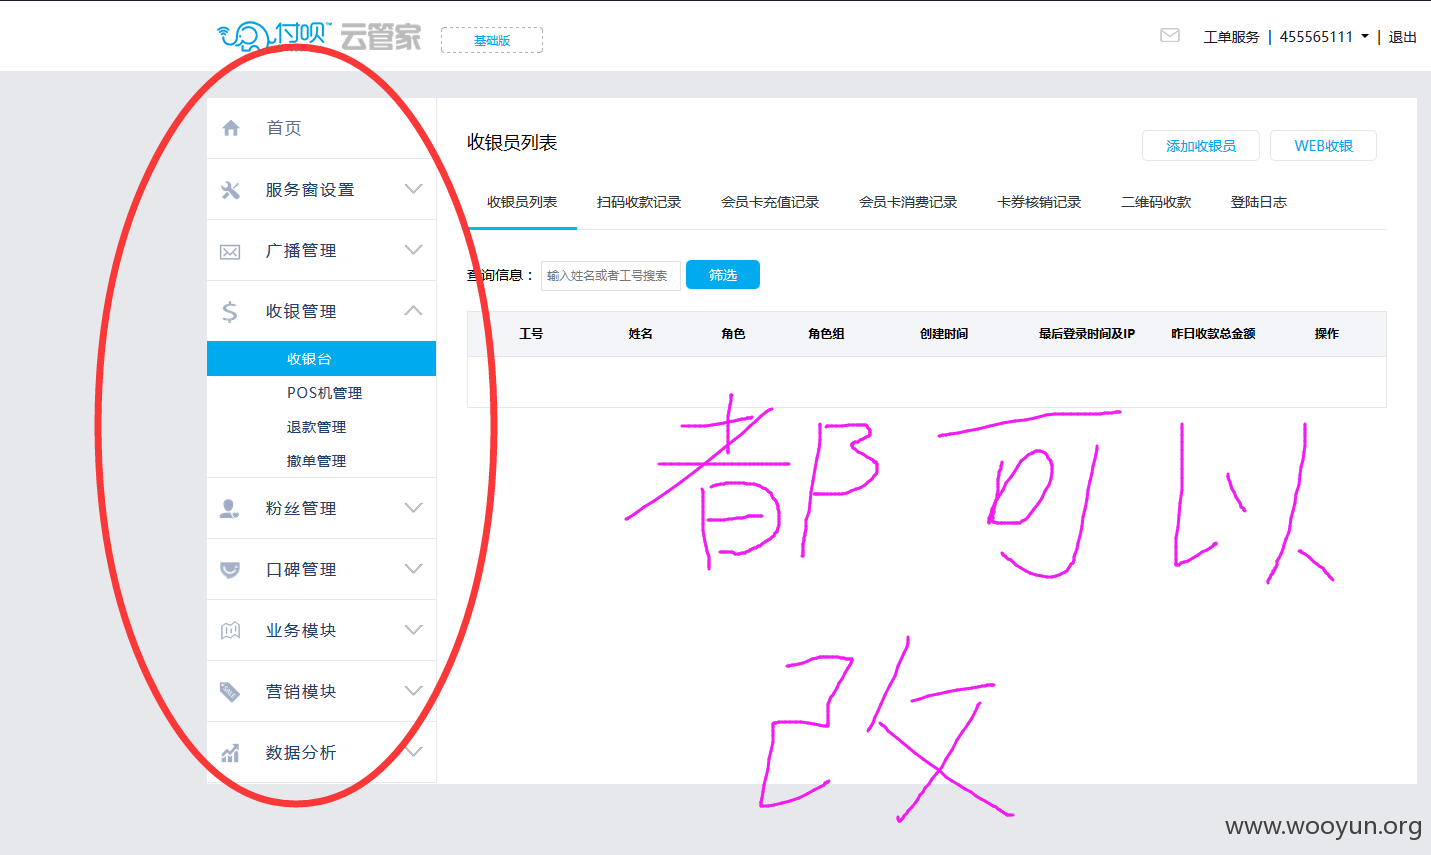 付呗™ 云管家
基础版
工单服务 | 455565111 | 退出
首页
服务窗设置
广播管理
收银管理
收银台
POS机管理
退款管理
撤单管理
粉丝管理
口碑管理
业务模块
营销模块
数据分析
收银员列表
添加收银员 WEB收银
收银员列表 扫码收款记录 会员卡充值记录 会员卡消费记录 卡券核销记录 二维码收款 登陆日志
查询信息: 输入姓名或者工号搜索 筛选
工号 姓名 角色 角色组 创建时间 最后登录时间及IP 昨日收款总金额 操作
都可以
改
www.wooyun.org